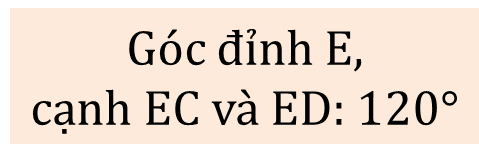 Góc đỉnh E,
cạnh EC và ED: 120°